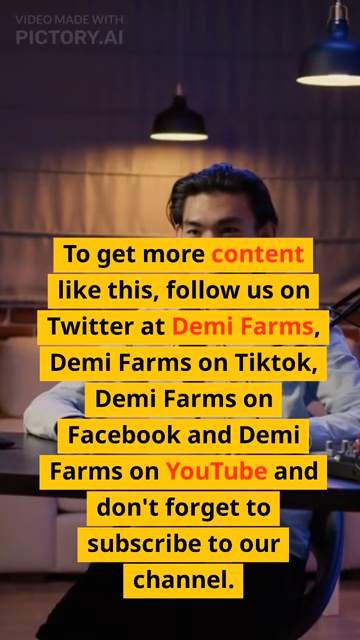 VIDEO MADE WITH
PICTORY.AI
To get more content
like this, follow us on
Twitter at Demi Farms,
Demi Farms on Tiktok,
Demi Farms on
Facebook and Demi
Farms on YouTube and
don't forget to
subscribe to our
channel.